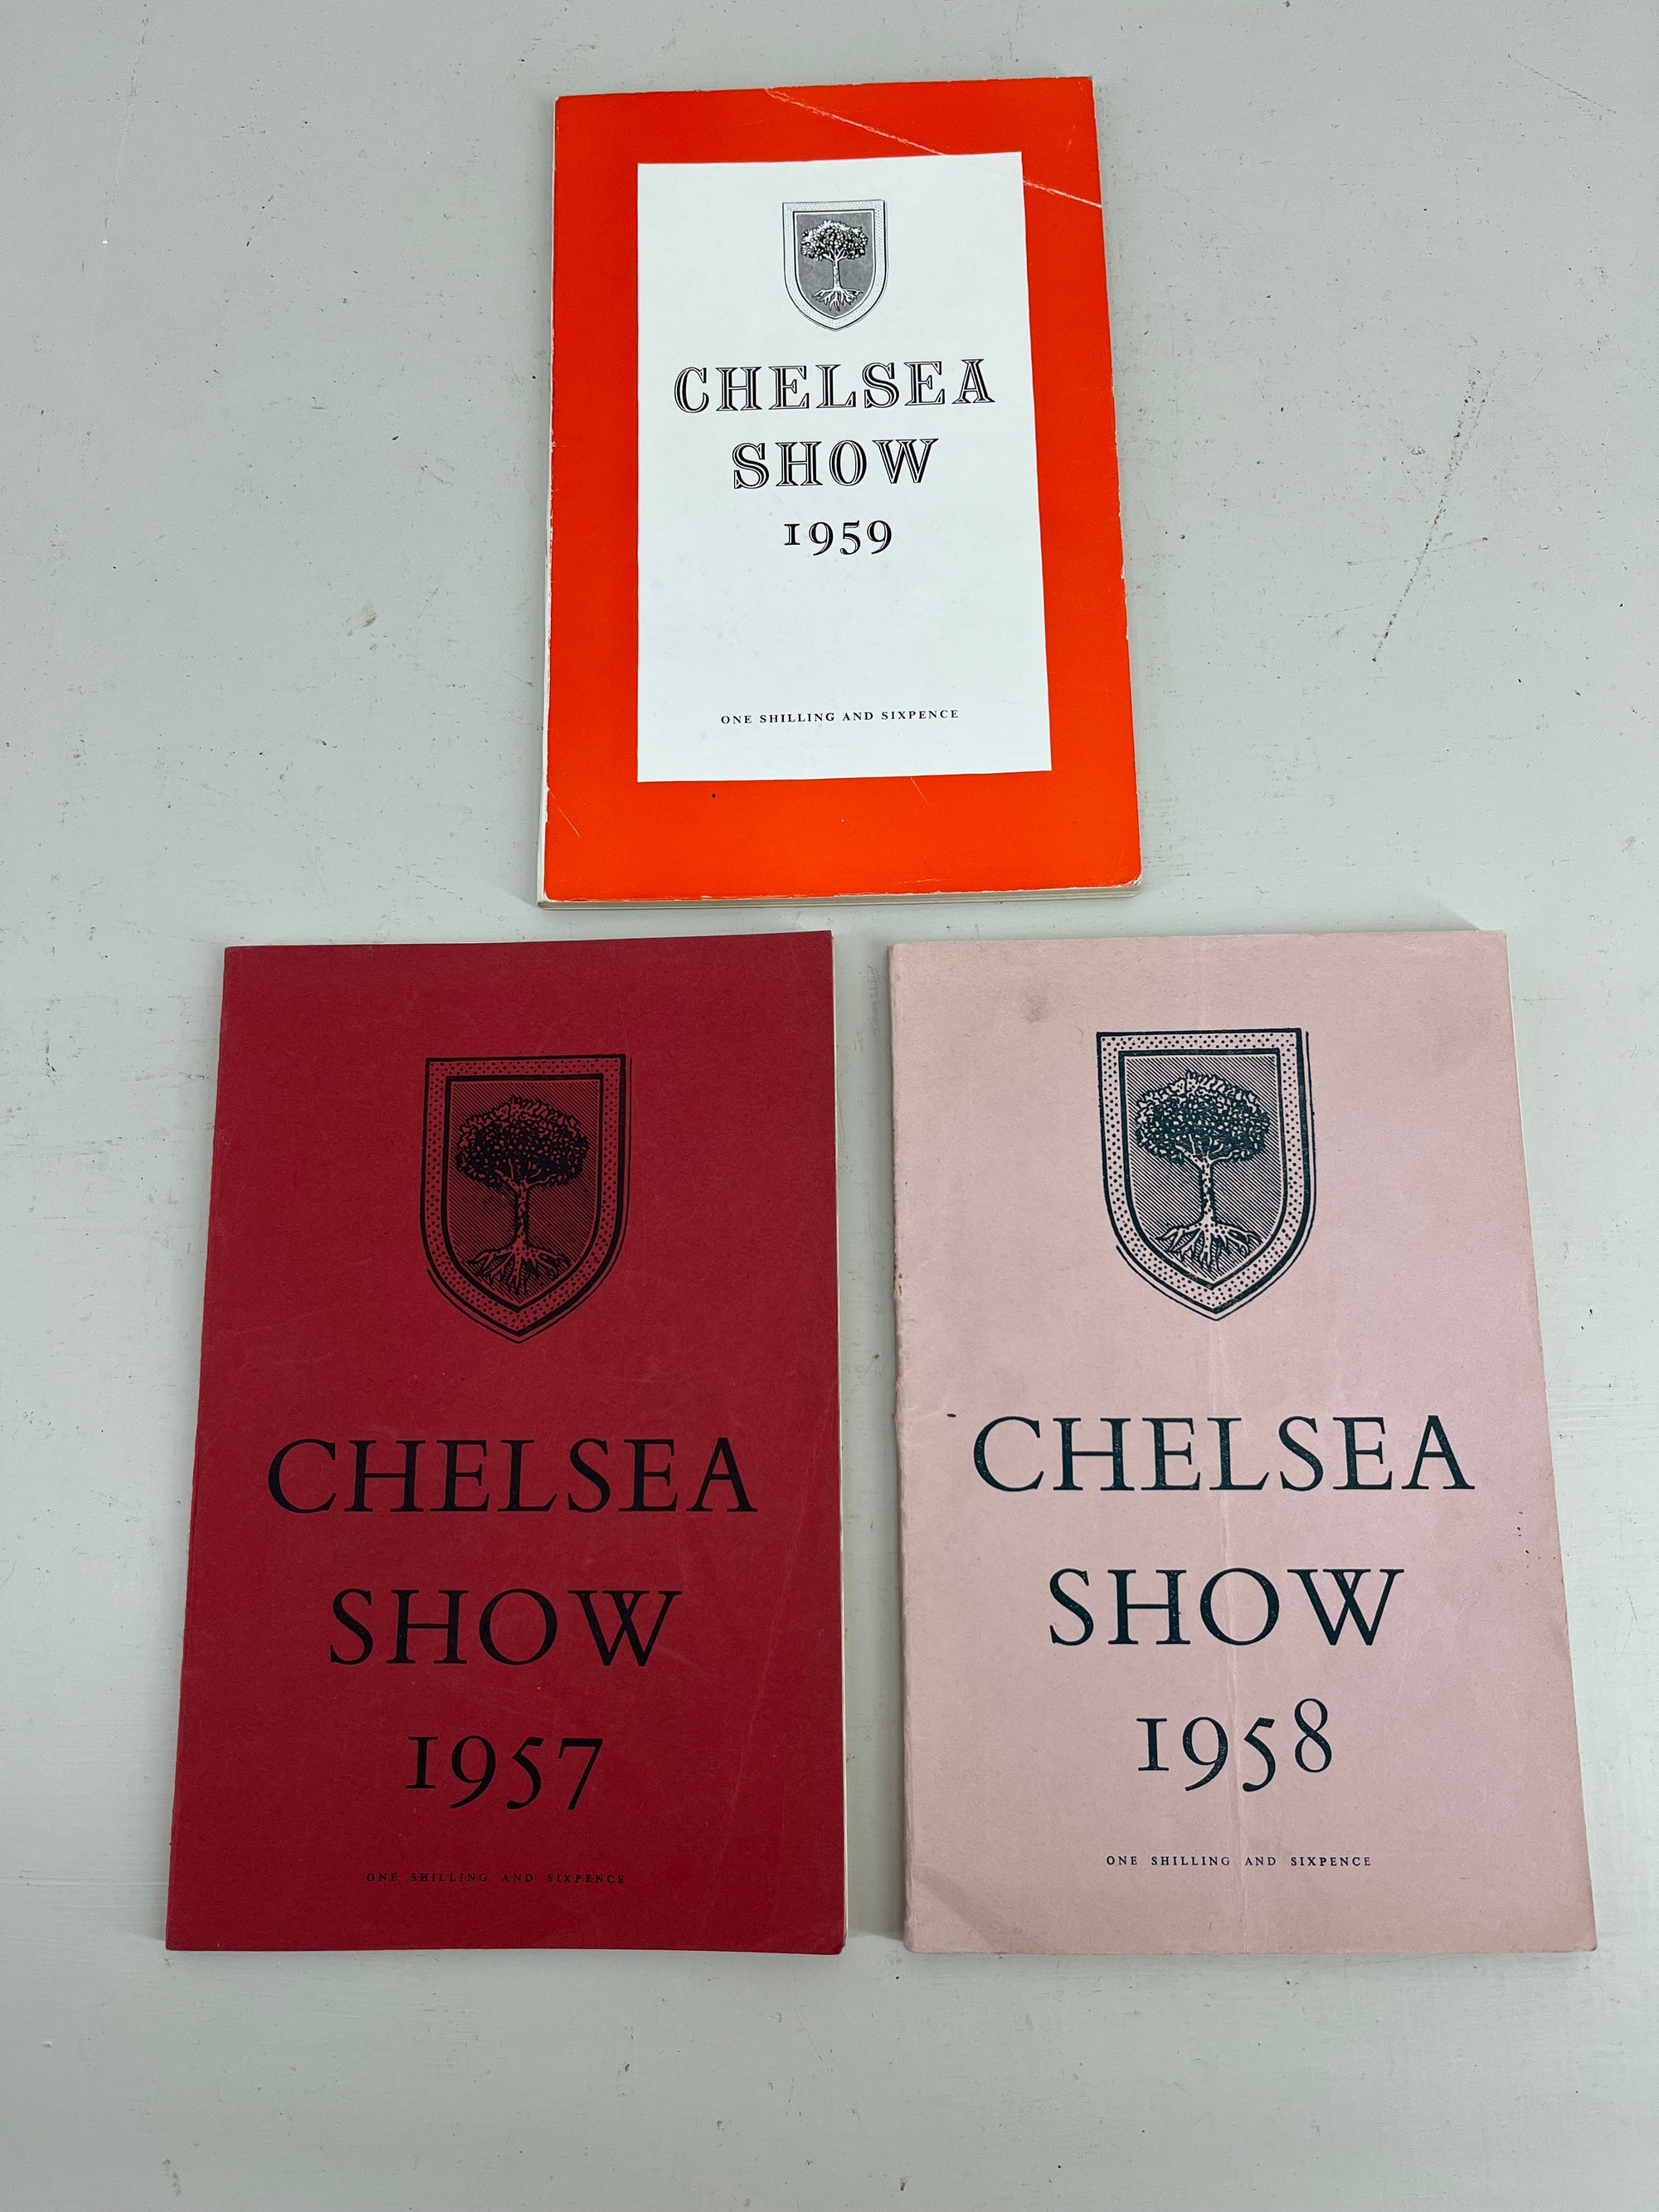 CHELSEA
SHOW
1959
ONE SHILLING AND SIXPENCE
CHELSEA
SHOW
1957
ONE SHILLING AND SIXPENCE
CHELSEA
SHOW
1958
ONE SHILLING AND SIXPENCE